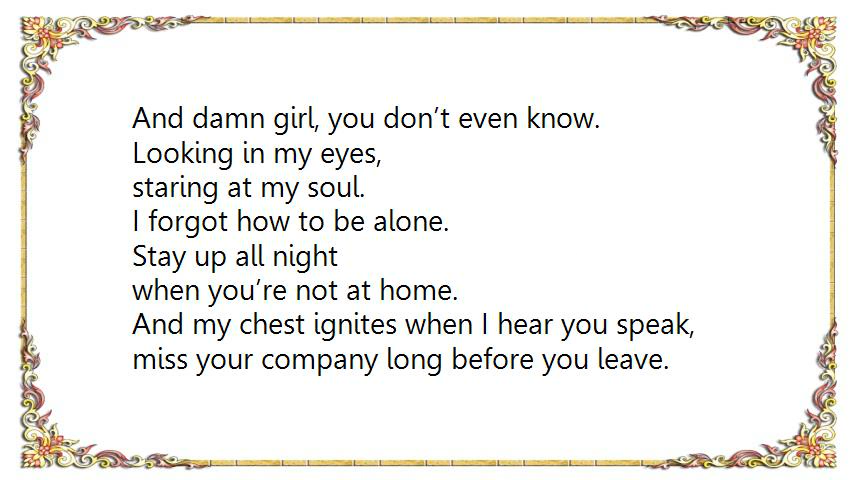 And damn girl, you don’t even know.
Looking in my eyes,
staring at my soul.
I forgot how to be alone.
Stay up all night
when you’re not at home.
And my chest ignites when I hear you speak,
miss your company long before you leave.